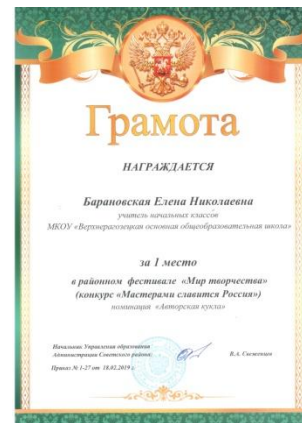 Грамота
НАГРАЖДАЕТСЯ
Барановская Елена Николаевна
учитель начальных классов
МКОУ «Верхнерагозецкая основная общеобразовательная школа»
за 1 место
в районном фестивале «Мир творчества»
(конкурс «Мастерами славится Россия»)
номинация «Авторская кукла»
Начальник Управления образования
Администрации Советского района:
В.А.
Приказ № 1-27 от 18.02.2019 г.